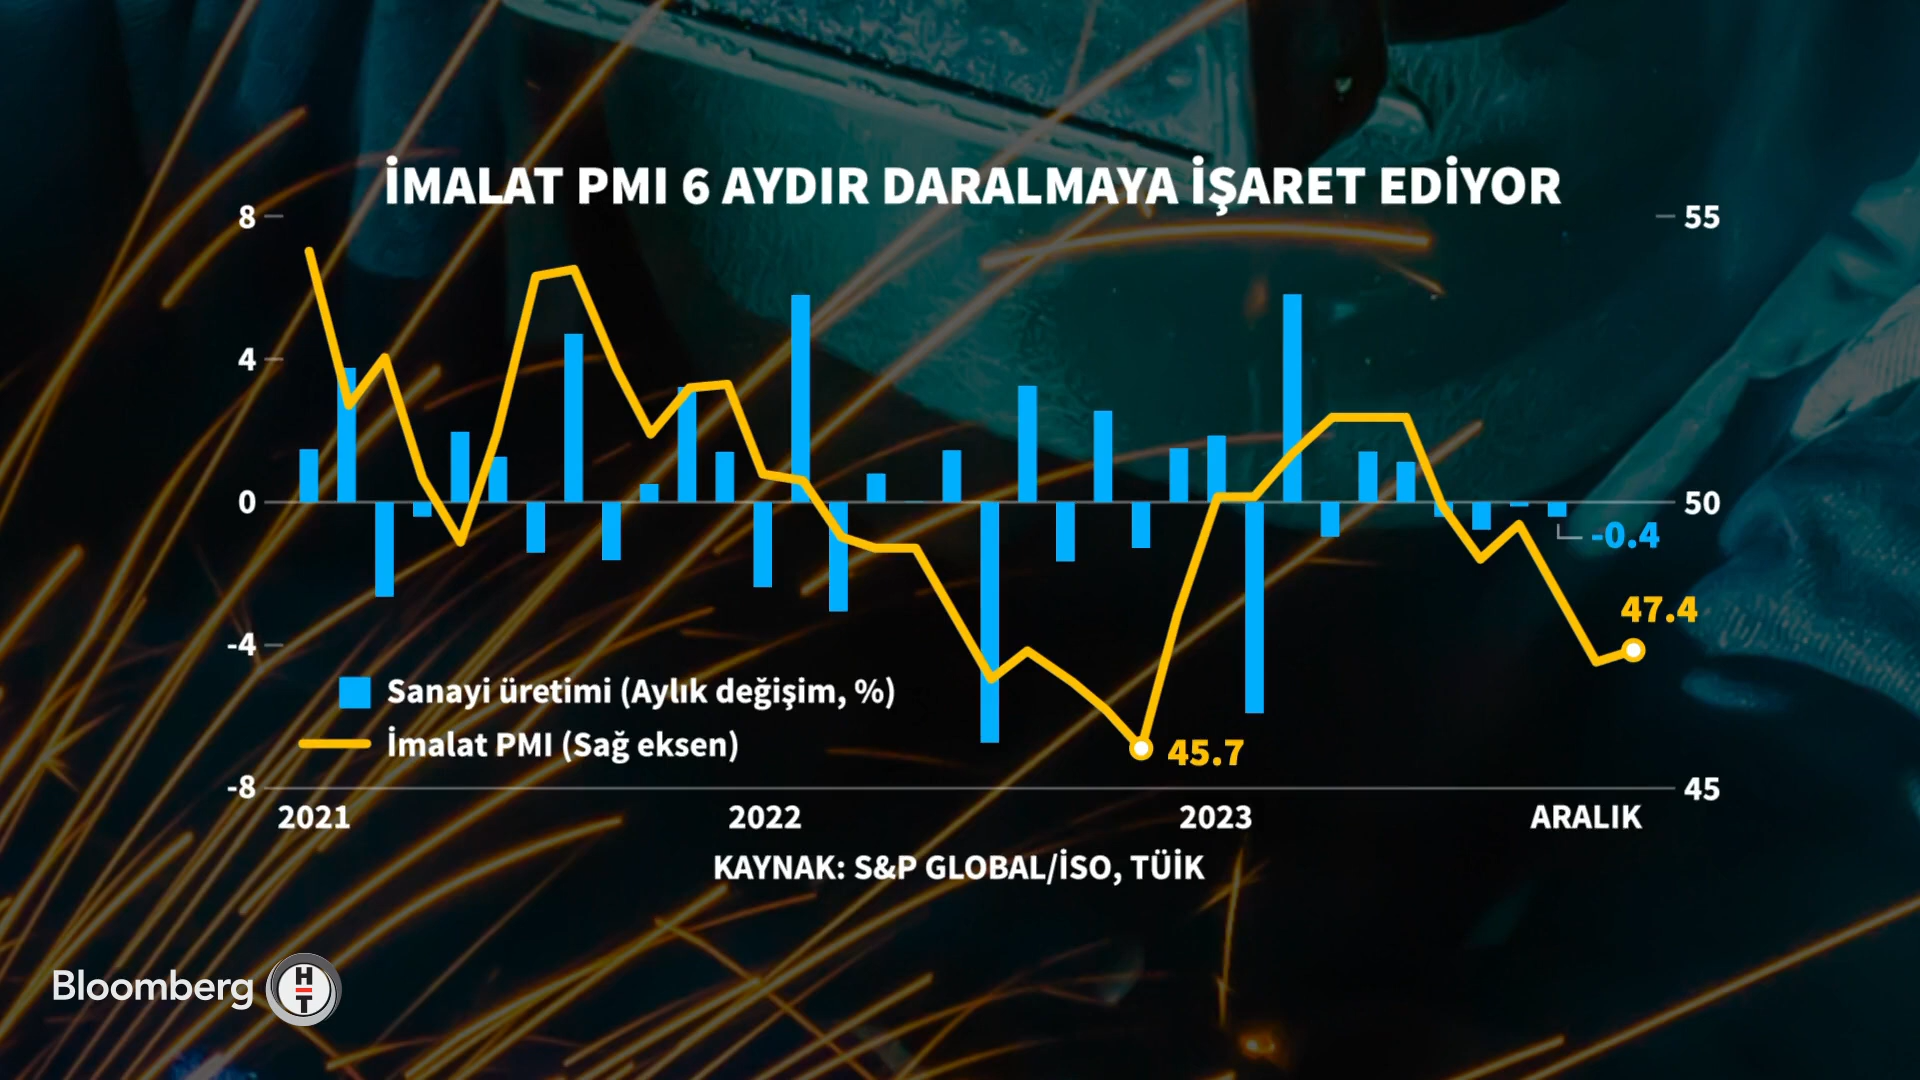 İMALAT PMI 6 AYDIR DARALMAYA İŞARET EDİYOR
8
4
0
-4
-8
55
50
45
-0.4
47.4
45.7
Sanayi üretimi (Aylık değişim, %)
İmalat PMI (Sağ eksen)
2021 2022 2023 ARALIK
KAYNAK: S&P GLOBAL/İSO, TÜİK
Bloomberg HT